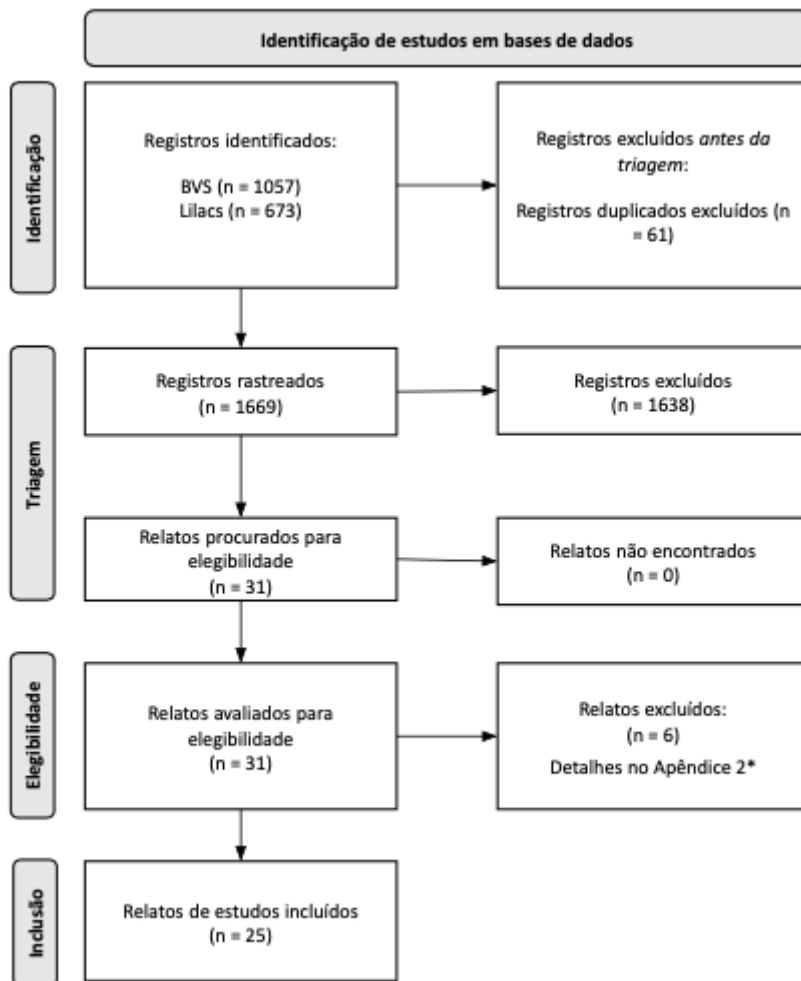 Identificação de estudos em bases de dados
Identificação
Registros identificados:
BVS (n = 1057)
Lilacs (n = 673)
Registros excluídos antes da
triagem:
Registros duplicados excluídos (n
= 61)
Triagem
Registros rastreados
(n = 1669)
Registros excluídos
(n = 1638)
Relatos procurados para
elegibilidade
(n = 31)
Relatos não encontrados
(n = 0)
Elegibilidade
Relatos avaliados para
elegibilidade
(n = 31)
Relatos excluídos:
(n = 6)
Detalhes no Apêndice 2*
Inclusão
Relatos de estudos incluídos
(n = 25)